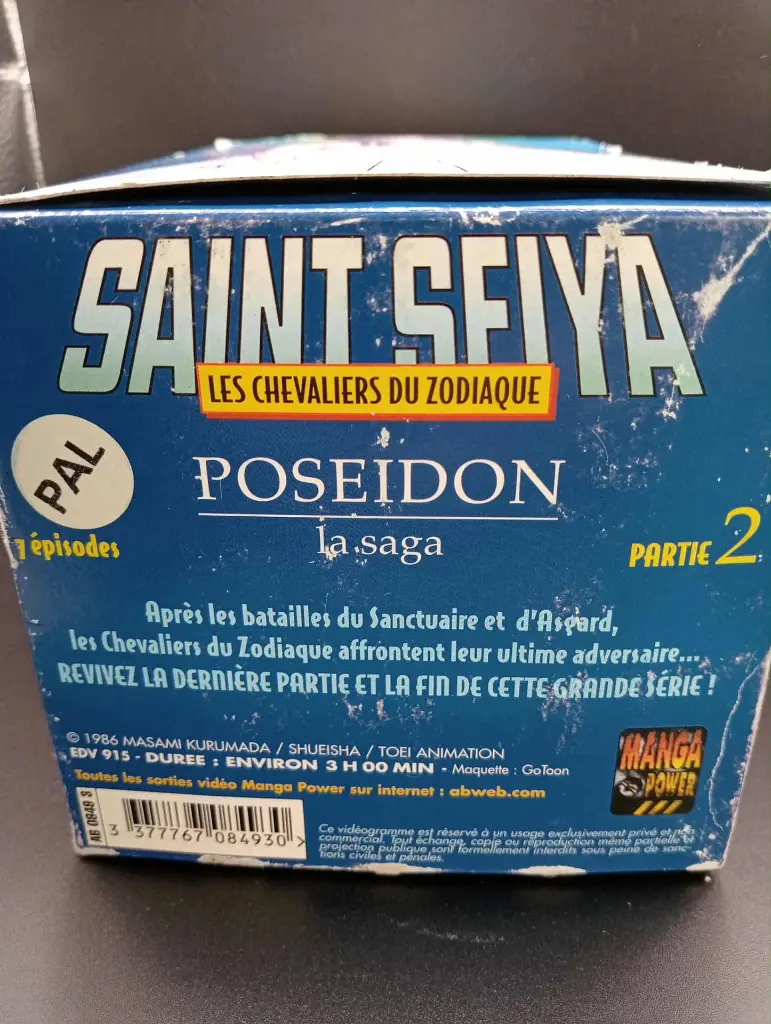 SAINT SEIYA
LES CHEVALIERS DU ZODIAQUE
PAL
POSEIDON
la saga
7 épisodes
PARTIE 2
Après les batailles du Sanctuaire et d'Asgard,
les Chevaliers du Zodiaque affrontent leur ultime adversaire...
REVIVEZ LA DERNIÈRE PARTIE ET LA FIN DE CETTE GRANDE SÉRIE !
© 1986 MASAMI KURUMADA / SHUEISHA / TOEI ANIMATION
EDV 915 - DUREE : ENVIRON 3 H 00 MIN - Maquette : GoToon
Toutes les sorties vidéo Manga Power sur internet : abweb.com
MANGA
POWER
AB 0849 3
3 377767 084930 >
Ce vidéogramme est réservé à un usage exclusivement privé et non
commercial. Tout échange, copie ou reproduction même partielle et
projection publique sont formellement interdits sous peine de sanc-
tions civiles et pénales.